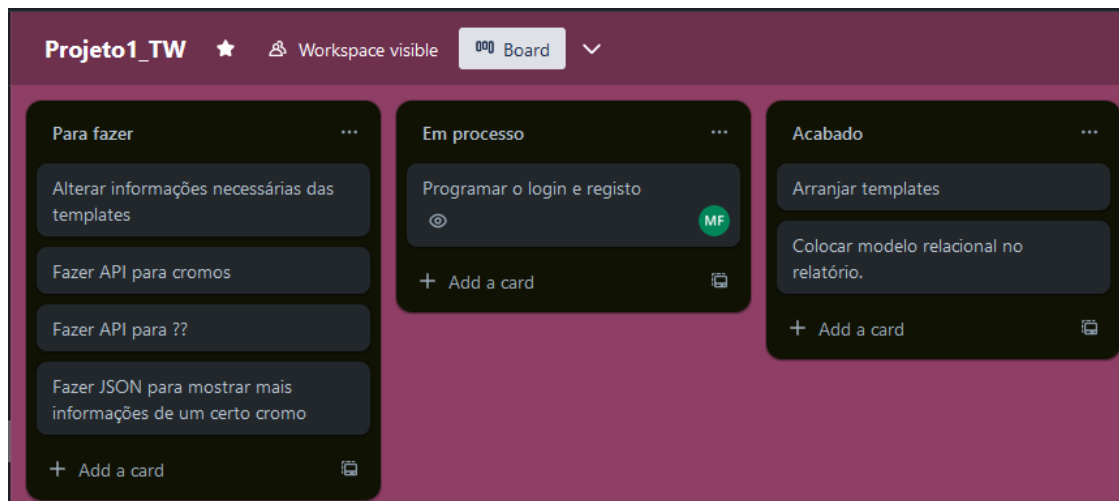 Projeto1_TW
Workspace visible
Board
Para fazer
Alterar informações necessárias das
templates
Fazer API para cromos
Fazer API para ??
Fazer JSON para mostrar mais
informações de um certo cromo
Add a card
Em processo
Programar o login e registo
MF
Add a card
Acabado
Arranjar templates
Colocar modelo relacional no
relatório.
Add a card